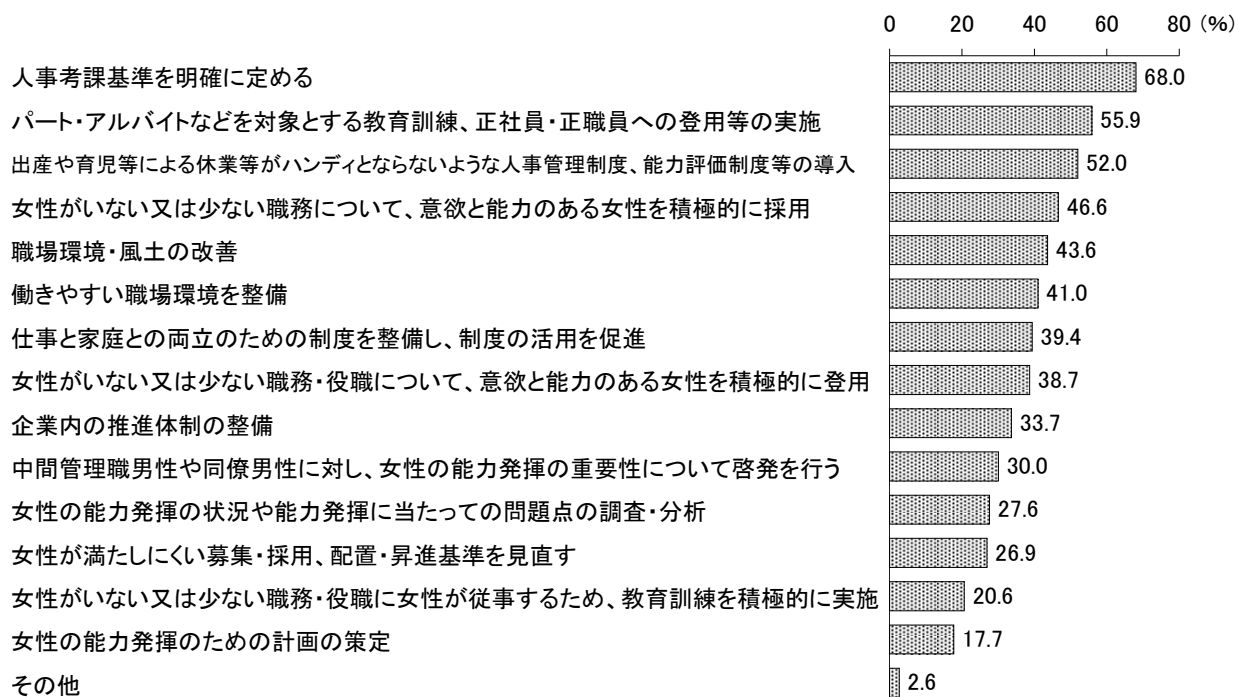 0 20 40 60 80 (%)
人事考課基準を明確に定める 68.0
パート・アルバイトなどを対象とする教育訓練、正社員・正職員への登用等の実施 55.9
出産や育児等による休業等がハンディとならないような人事管理制度、能力評価制度等の導入 52.0
女性がいない又は少ない職務について、意欲と能力のある女性を積極的に採用 46.6
職場環境・風土の改善 43.6
働きやすい職場環境を整備 41.0
仕事と家庭との両立のための制度を整備し、制度の活用を促進 39.4
女性がいない又は少ない職務・役職について、意欲と能力のある女性を積極的に登用 38.7
企業内の推進体制の整備 33.7
中間管理職男性や同僚男性に対し、女性の能力発揮の重要性について啓発を行う 30.0
女性の能力発揮の状況や能力発揮に当たっての問題点の調査・分析 27.6
女性が満たしにくい募集・採用、配置・昇進基準を見直す 26.9
女性がいない又は少ない職務・役職に女性が従事するため、教育訓練を積極的に実施 20.6
女性の能力発揮のための計画の策定 17.7
その他 2.6